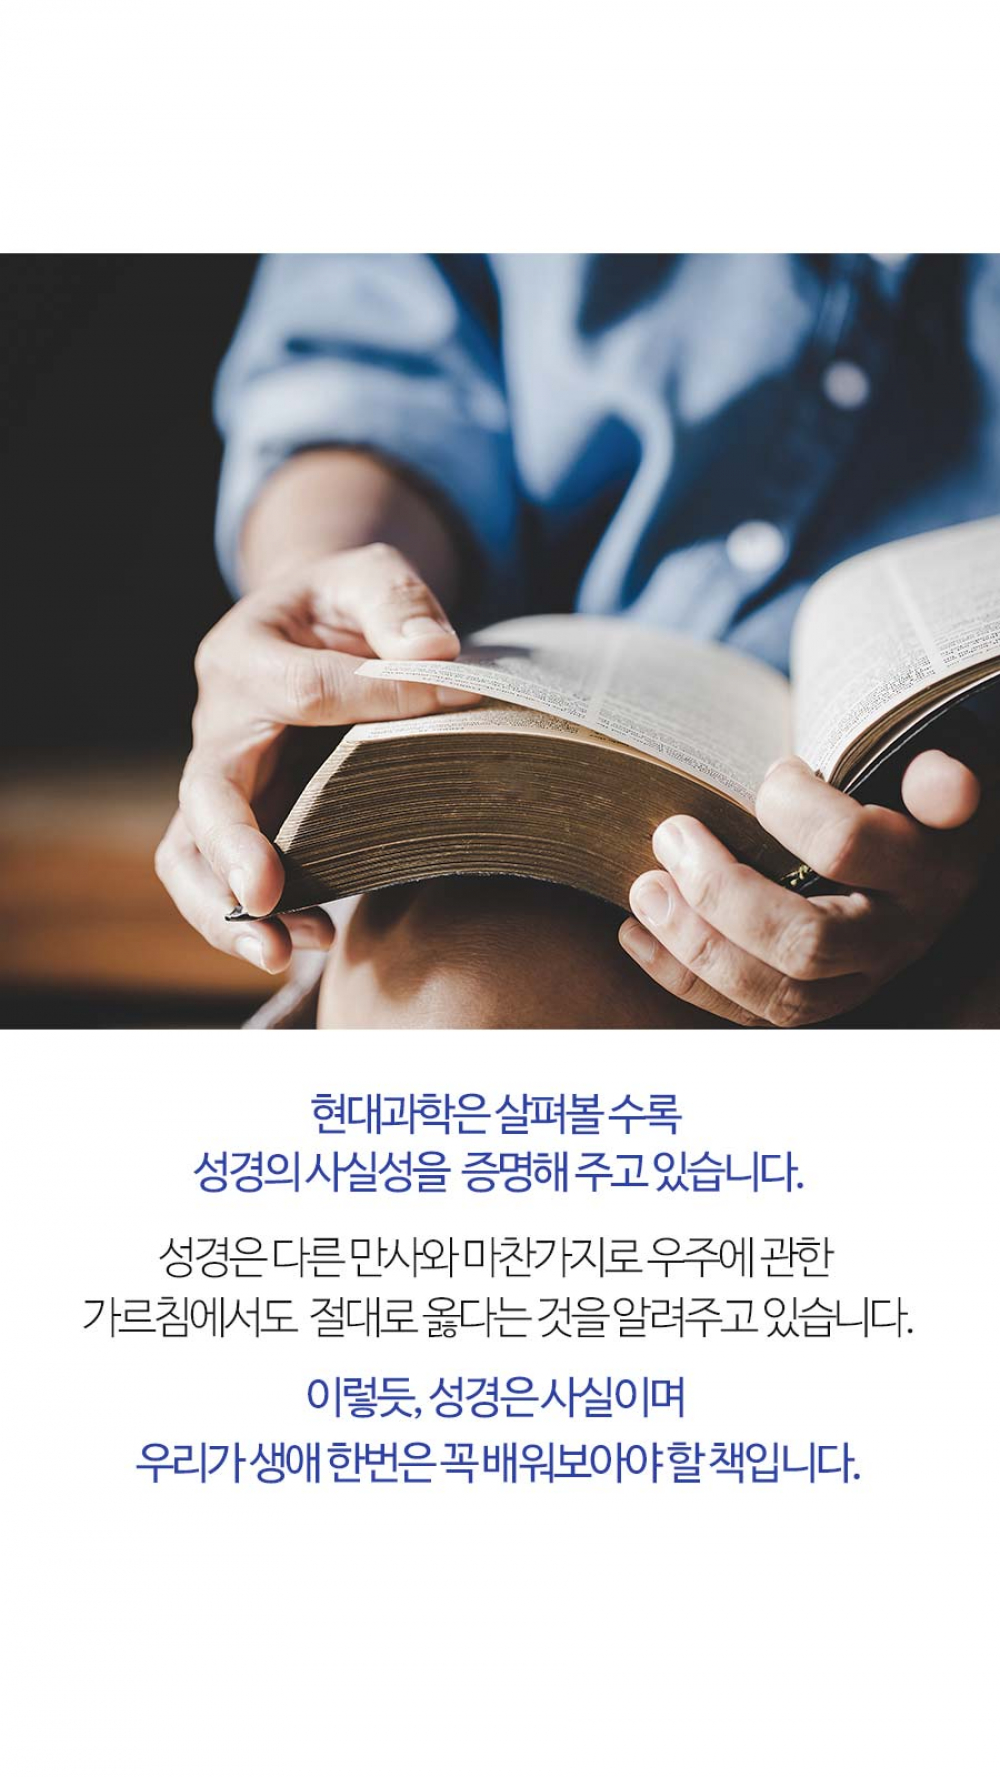 현대과학은 살펴볼 수록
성경의 사실성을 증명해 주고 있습니다.
성경은 다른 만사와 마찬가지로 우주에 관한
가르침에서도 절대로 옳다는 것을 알려주고 있습니다.
이렇듯, 성경은 사실이며
우리가 생애 한번은 꼭 배워보아야 할 책입니다.